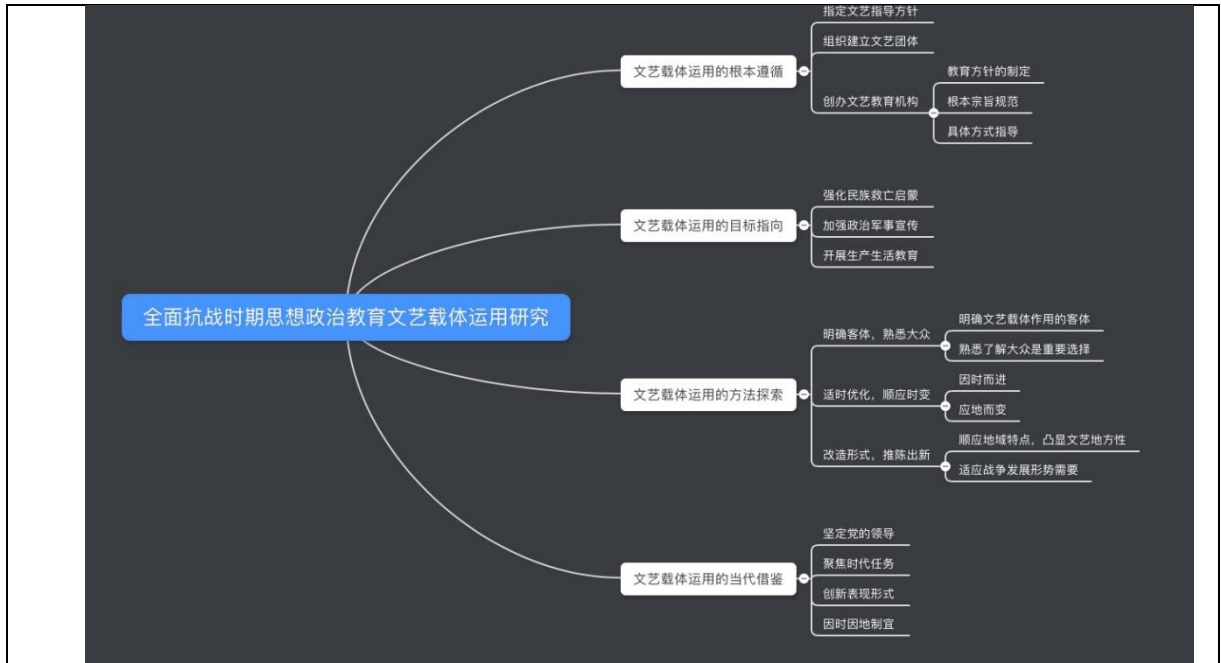 全面抗战时期思想政治教育文艺载体运用研究
文艺载体运用的根本遵循
指定文艺指导方针
组织建立文艺团体
创办文艺教育机构
教育方针的制定
根本宗旨规范
具体方式指导
文艺载体运用的目标指向
强化民族救亡启蒙
加强政治军事宣传
开展生产生活教育
文艺载体运用的方法探索
明确客体，熟悉大众
明确文艺载体作用的客体
熟悉了解大众是重要选择
适时优化，顺应时变
因时而进
应地而变
改造形式，推陈出新
顺应地域特点，凸显文艺地方性
适应战争发展形势需要
文艺载体运用的当代借鉴
坚定党的领导
聚焦时代任务
创新表现形式
因时因地制宜